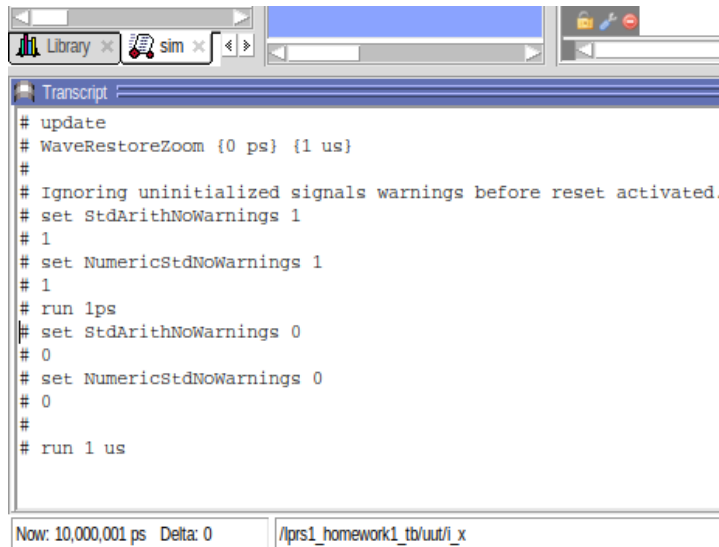 Library
sim
Transcript
# update
# WaveRestoreZoom {0 ps} {1 us}
#
# Ignoring uninitialized signals warnings before reset activated.
# set StdArithNoWarnings 1
# 1
# set NumericStdNoWarnings 1
# 1
# run 1ps
# set StdArithNoWarnings 0
# 0
# set NumericStdNoWarnings 0
# 0
#
# run 1 us
Now: 10,000,001 ps Delta: 0
/lprs1_homework1_tb/uut/i_x